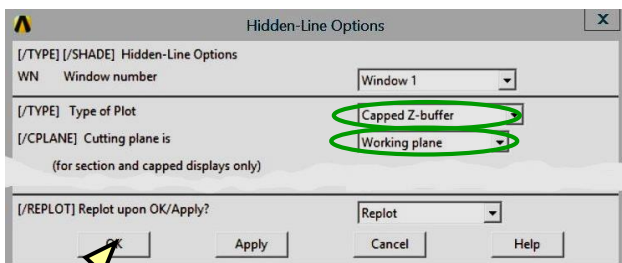 Hidden-Line Options
X
[/TYPE] [/SHADE] Hidden-Line Options
WN Window number Window 1
[/TYPE] Type of Plot Capped Z-buffer
[/CPLANE] Cutting plane is Working plane
(for section and capped displays only)
[/REPLOT] Replot upon OK/Apply? Replot
OK Apply Cancel Help